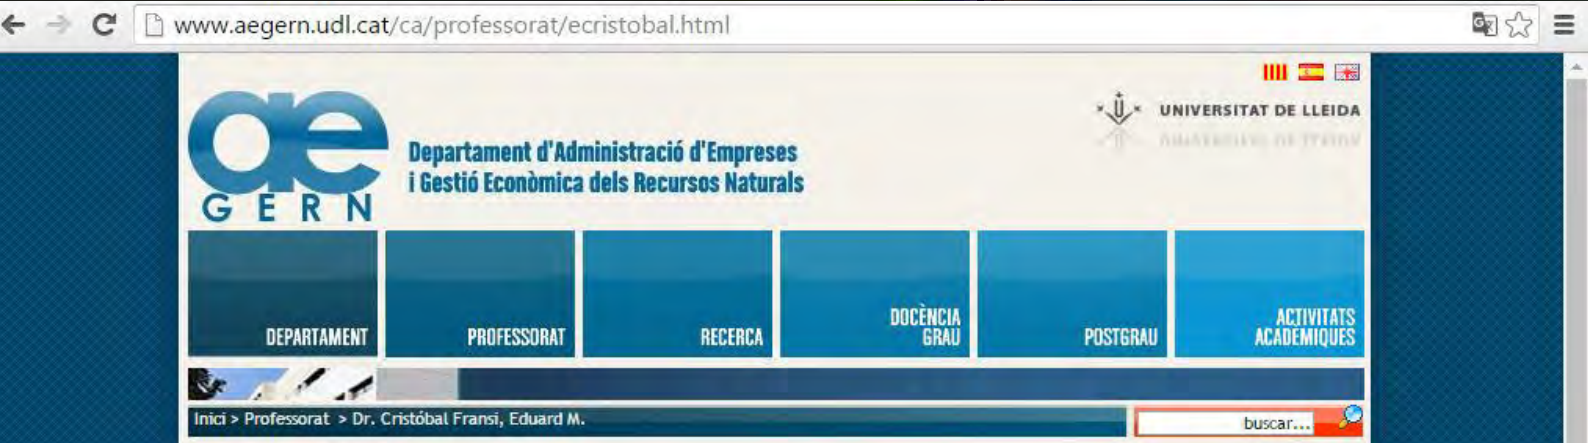 www.aegern.udl.cat/ca/professorat/ecristobal.html
ae
GERN
Departament d'Administració d'Empreses
i Gestió Econòmica dels Recursos Naturals
UNIVERSITAT DE LLEIDA
DEPARTAMENT
PROFESSORAT
RECERCA
DOCÈNCIA
GRAU
POSTGRAU
ACTIVITATS
ACADÈMIQUES
Inici > Professorat > Dr. Cristóbal Fransi, Eduard M.
buscar...